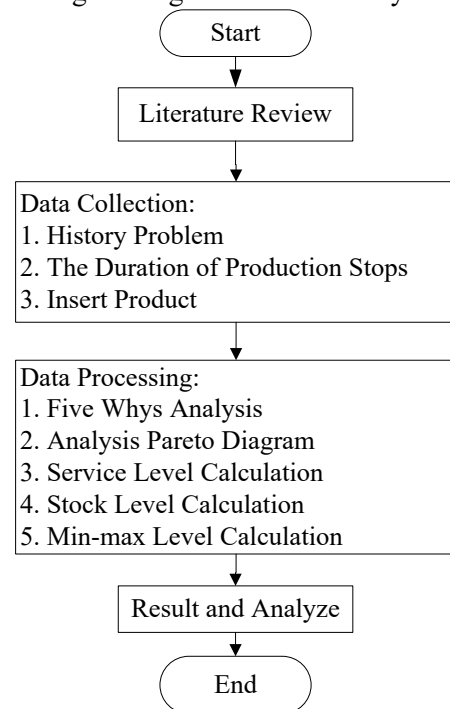 Start
Literature Review
Data Collection:
1. History Problem
2. The Duration of Production Stops
3. Insert Product
Data Processing:
1. Five Whys Analysis
2. Analysis Pareto Diagram
3. Service Level Calculation
4. Stock Level Calculation
5. Min-max Level Calculation
Result and Analyze
End